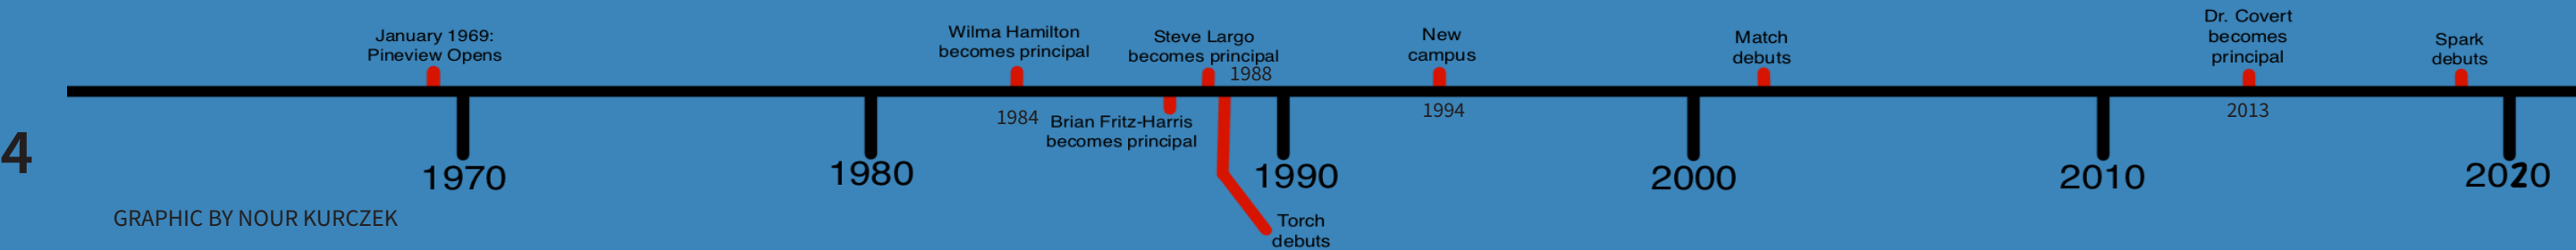 January 1969:
Pineview Opens
Wilma Hamilton
becomes principal
1984
Brian Fritz-Harris
becomes principal
Steve Largo
becomes principal
1988
Torch
debuts
New
campus
1994
Match
debuts
Dr. Covert
becomes
principal
2013
Spark
debuts
1970
1980
1990
2000
2010
2020
4
GRAPHIC BY NOUR KURCZEK